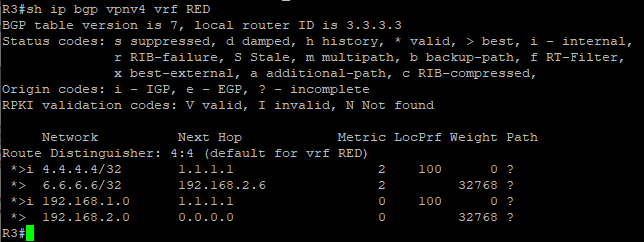 R3#sh ip bgp vpnv4 vrf RED
BGP table version is 7, local router ID is 3.3.3.3
Status codes: s suppressed, d damped, h history, * valid, > best, i - internal,
              r RIB-failure, S Stale, m multipath, b backup-path, f RT-Filter,
              x best-external, a additional-path, c RIB-compressed,
Origin codes: i - IGP, e - EGP, ? - incomplete
RPKI validation codes: V valid, I invalid, N Not found

     Network          Next Hop            Metric LocPrf Weight Path
Route Distinguisher: 4:4 (default for vrf RED)
 *>i 4.4.4.4/32       1.1.1.1                  2    100      0 ?
 *>  6.6.6.6/32       192.168.2.6              2         32768 ?
 *>i 192.168.1.0      1.1.1.1                  0    100      0 ?
 *>  192.168.2.0      0.0.0.0                  0         32768 ?
R3#